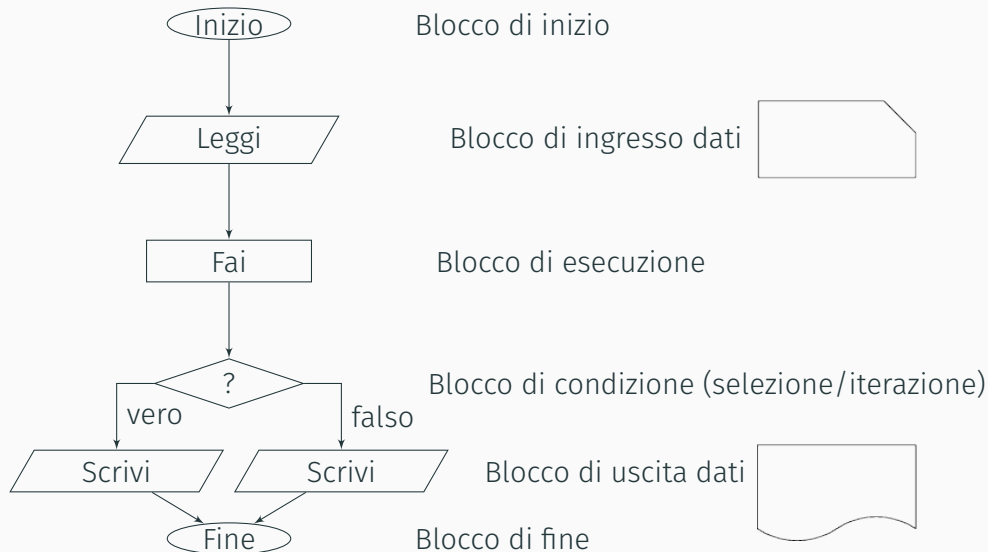 Inizio Blocco di inizio
Leggi Blocco di ingresso dati
Fai Blocco di esecuzione
? Blocco di condizione (selezione/iterazione)
vero falso
Scrivi Scrivi Blocco di uscita dati
Fine Blocco di fine